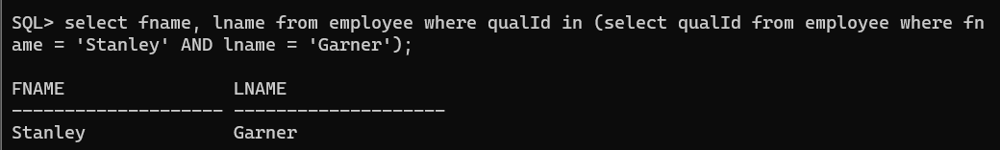 SQL> select fname, lname from employee where qualId in (select qualId from employee where fn
ame = 'Stanley' AND lname = 'Garner');
FNAME                LNAME
-------------------- --------------------
Stanley              Garner